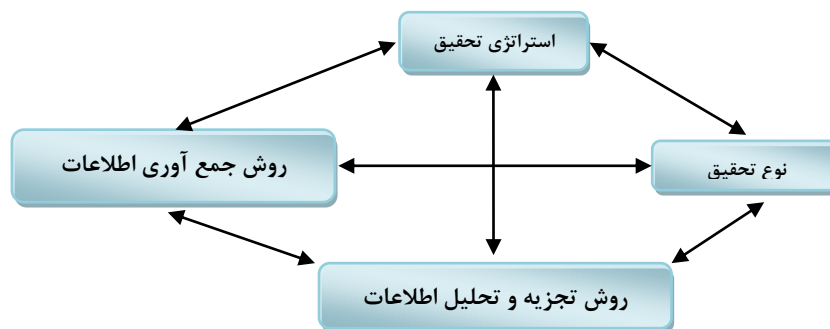 استراتژی تحقیق
روش جمع آوری اطلاعات
نوع تحقیق
روش تجزیه و تحلیل اطلاعات